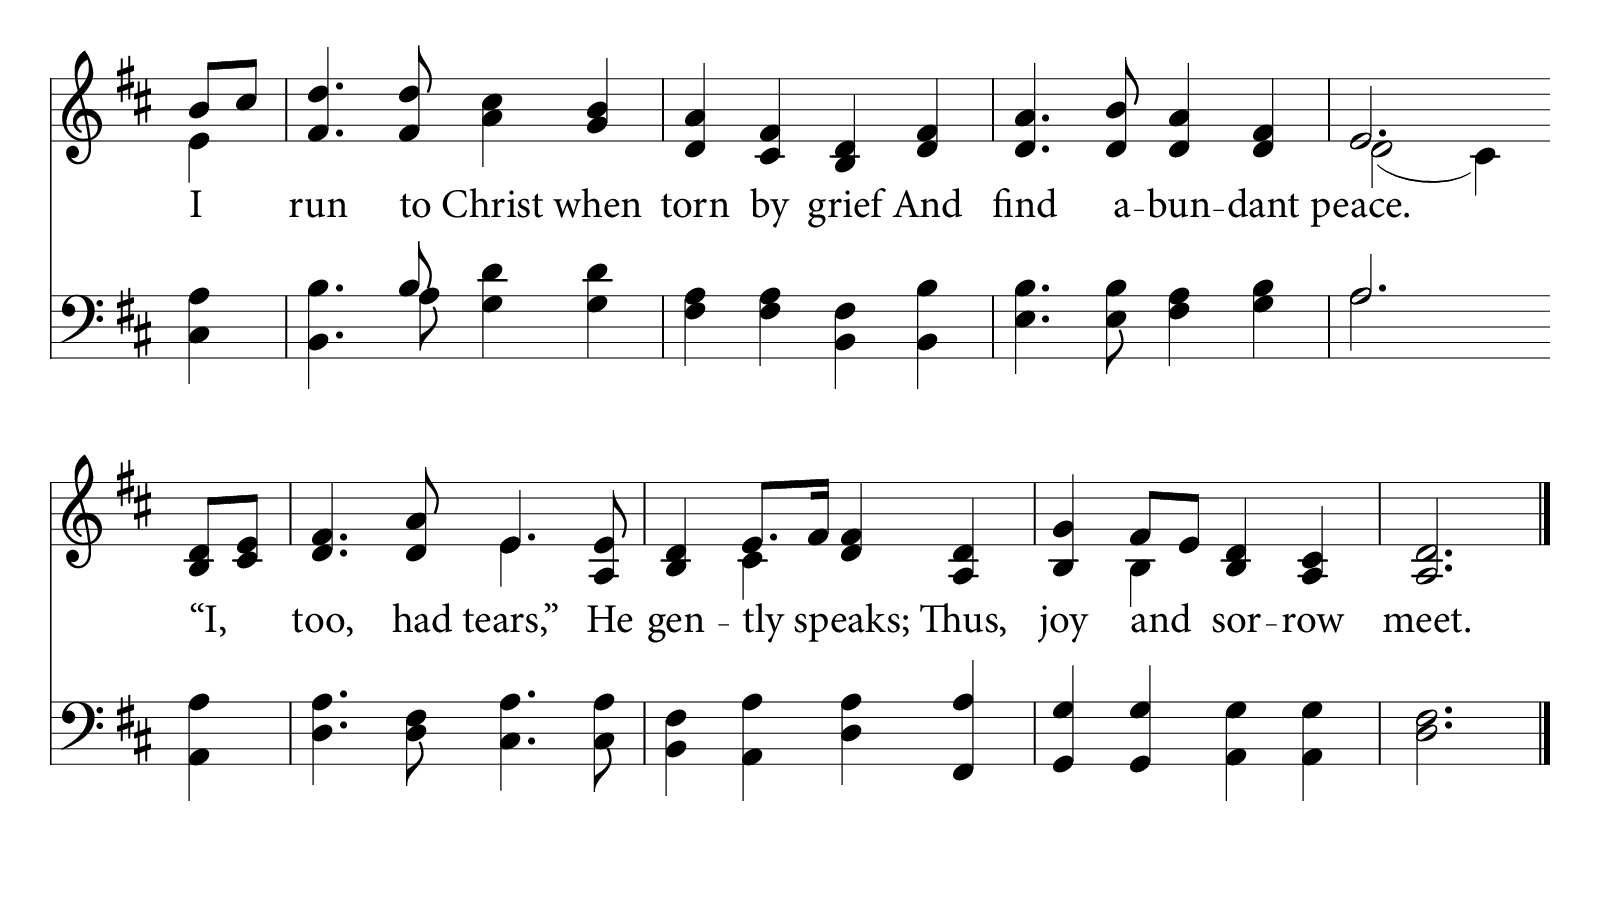 I run to Christ when torn by grief And find a-bun-dant peace.
“I, too, had tears,” He gen - tly speaks; Thus, joy and sor-row meet.